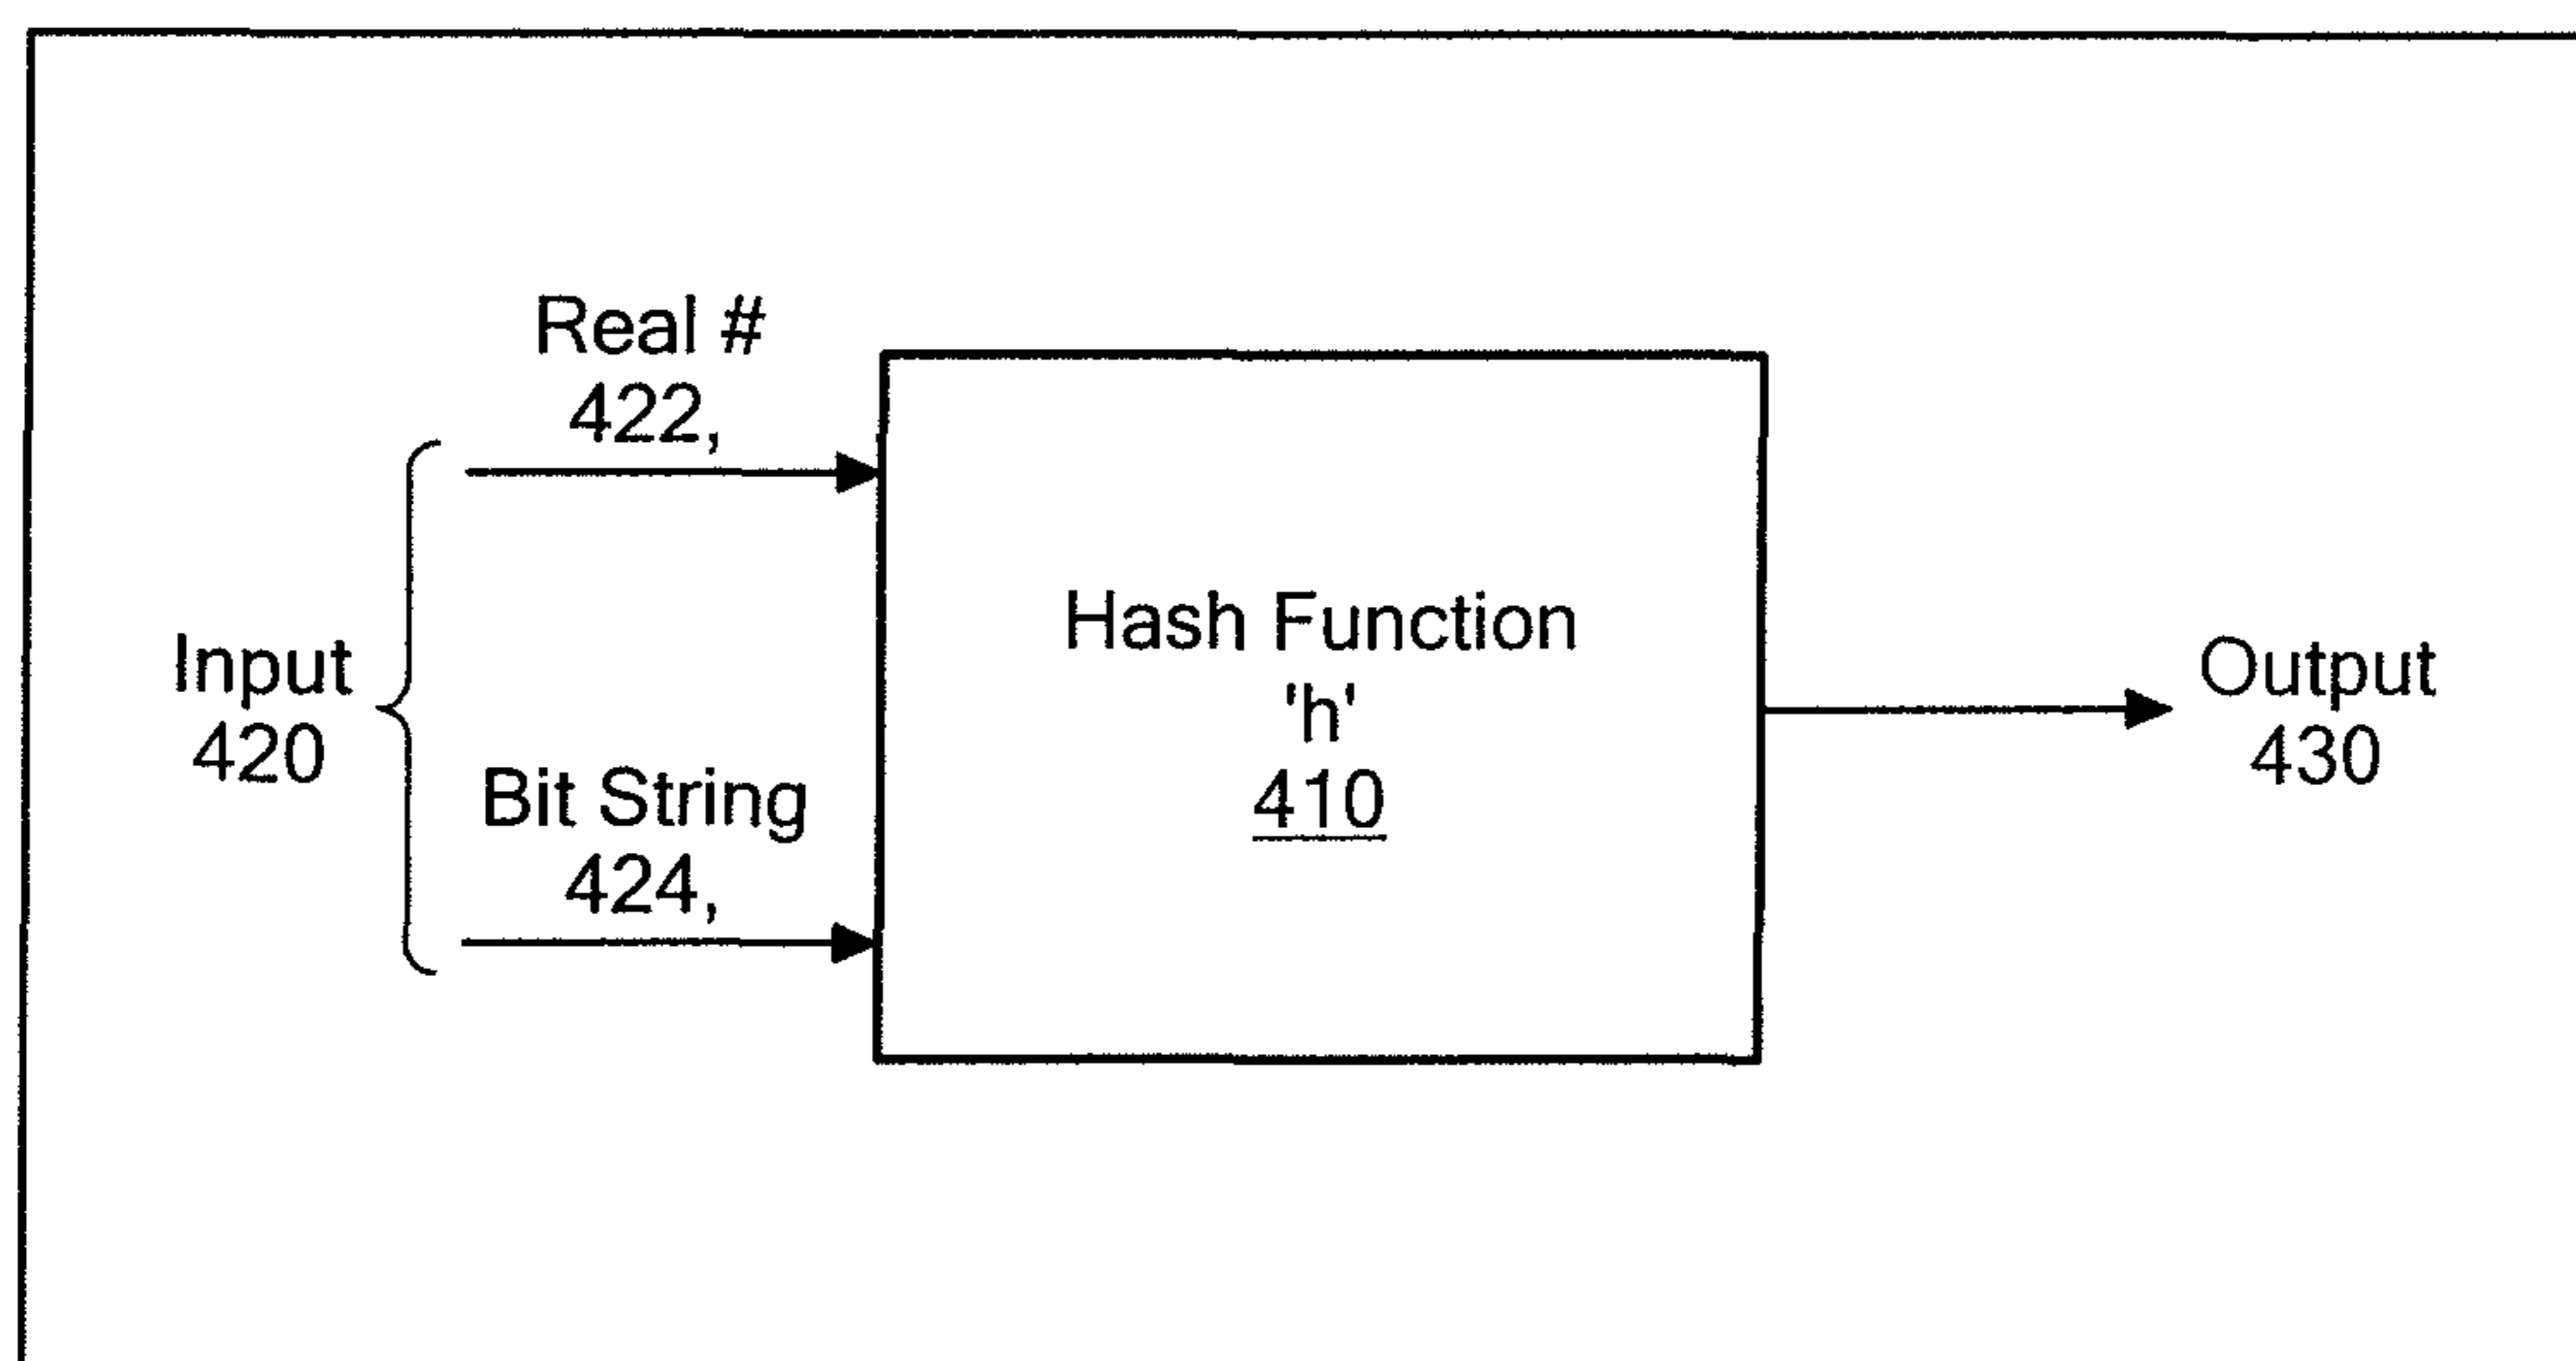 Real #
422,
Input
420
Bit String
424,
Hash Function
'h'
410
Output
430